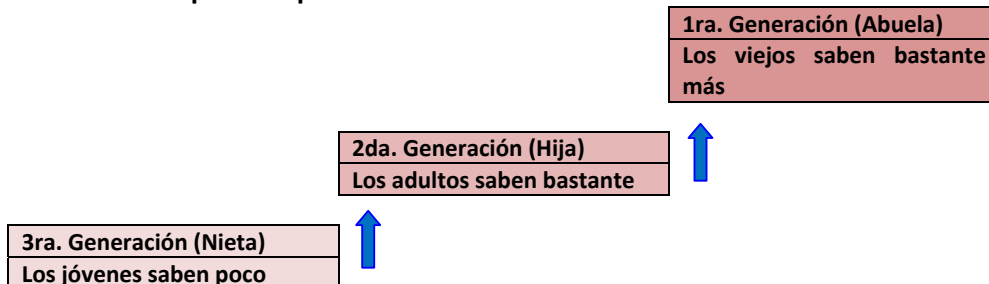 1ra. Generación (Abuela)
Los viejos saben bastante
más
2da. Generación (Hija)
Los adultos saben bastante
3ra. Generación (Nieta)
Los jóvenes saben poco